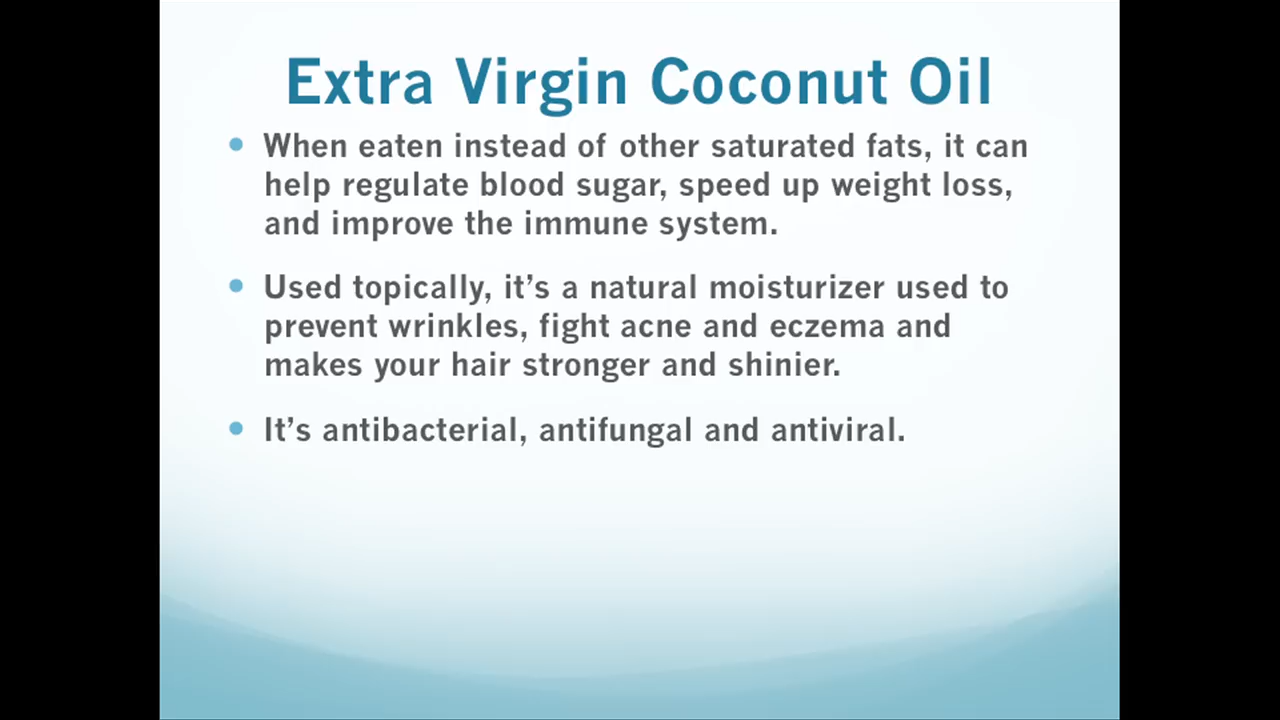 Extra Virgin Coconut Oil
• When eaten instead of other saturated fats, it can
help regulate blood sugar, speed up weight loss,
and improve the immune system.
• Used topically, it’s a natural moisturizer used to
prevent wrinkles, fight acne and eczema and
makes your hair stronger and shinier.
• It’s antibacterial, antifungal and antiviral.